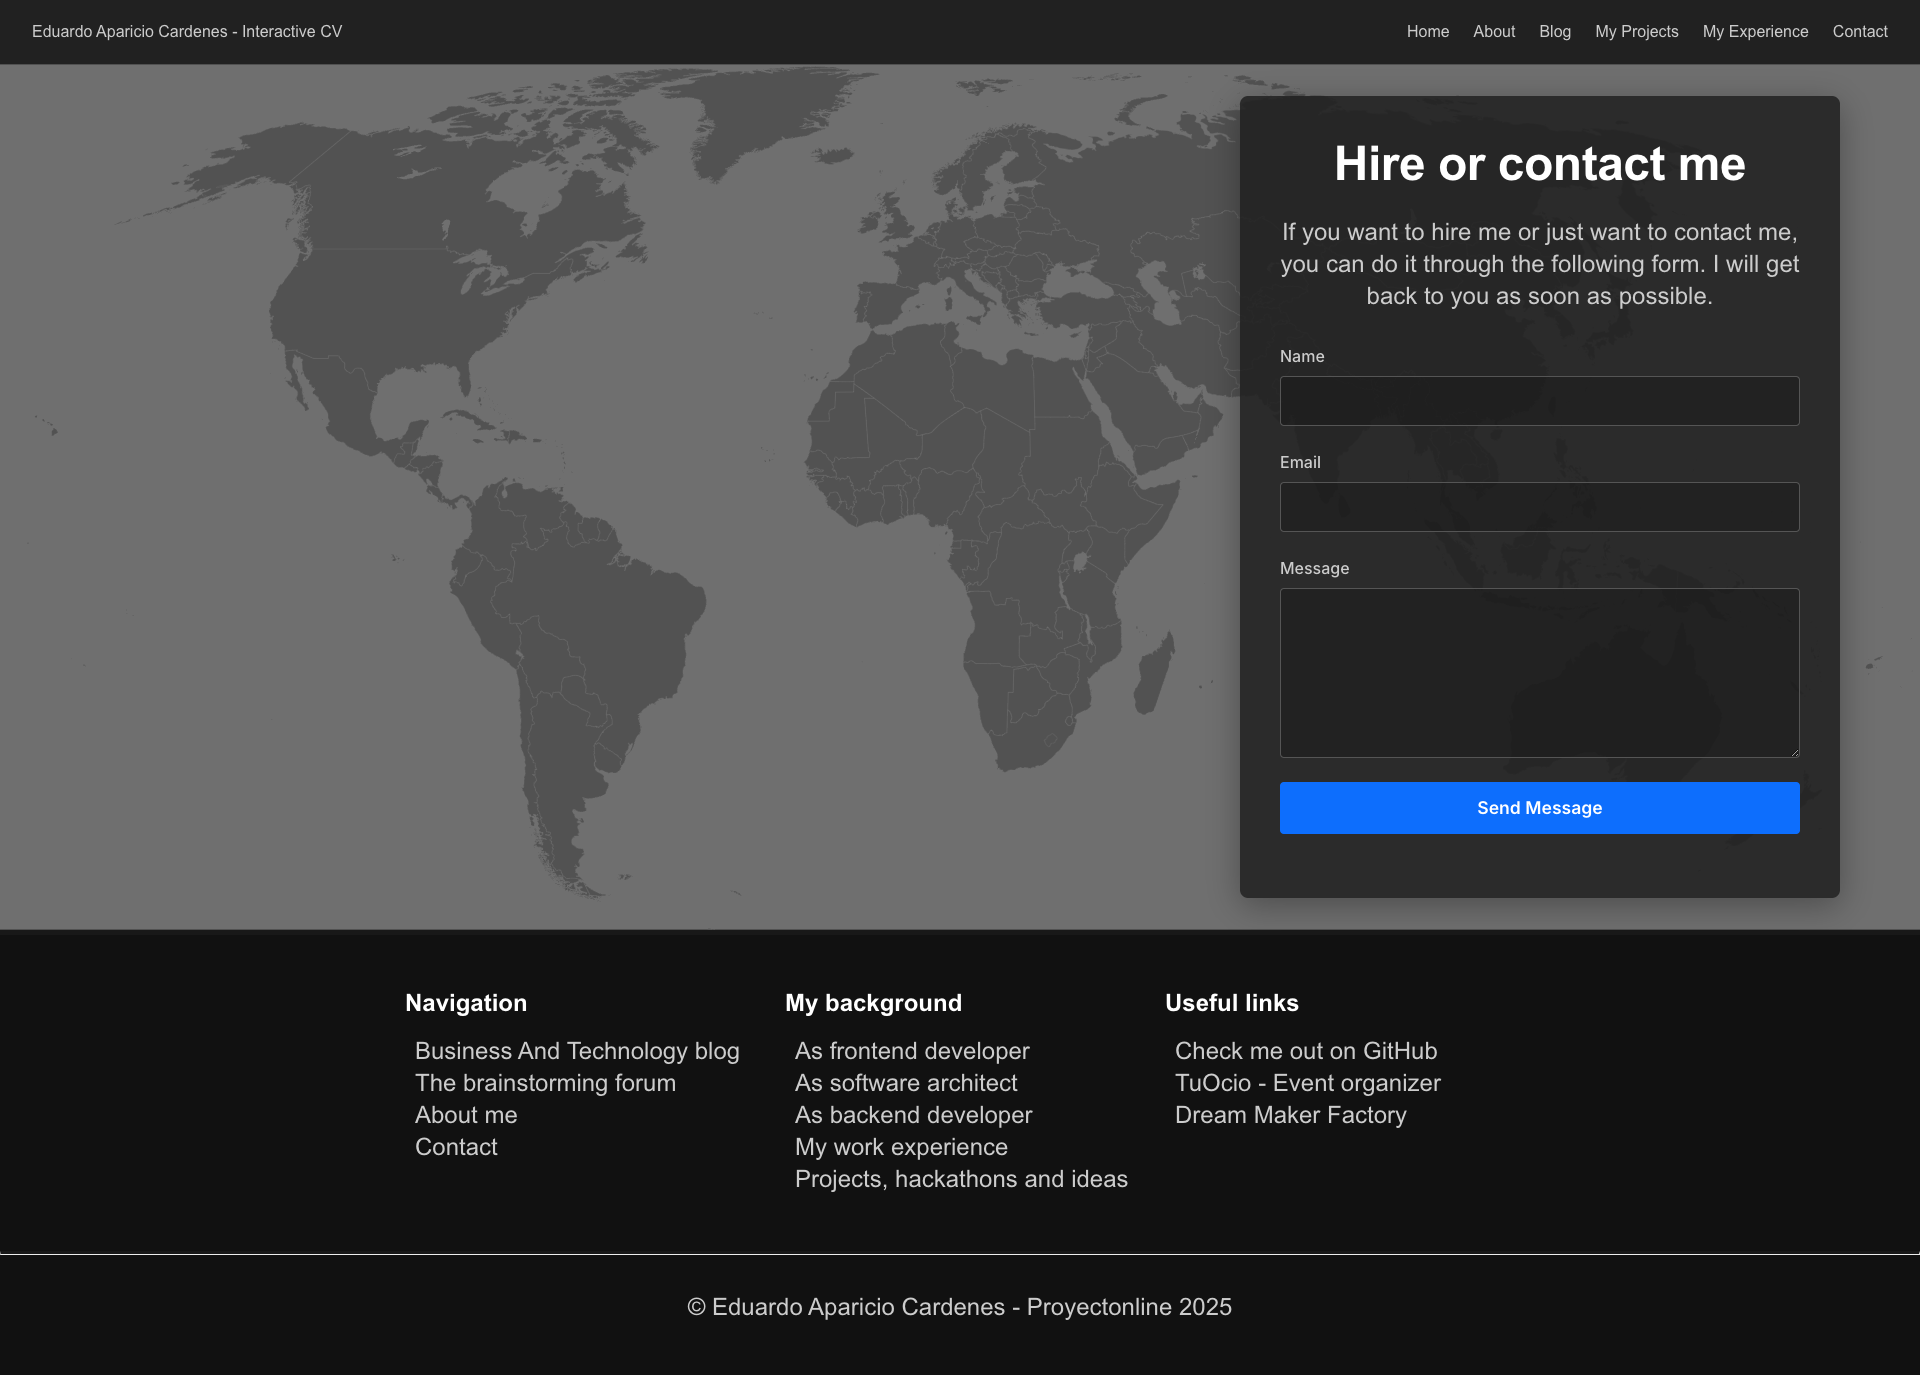 Eduardo Aparicio Cardenes - Interactive CV
Home About Blog My Projects My Experience Contact
Hire or contact me
If you want to hire me or just want to contact me,
you can do it through the following form. I will get
back to you as soon as possible.
Name
Email
Message
Send Message
Navigation
Business And Technology blog
The brainstorming forum
About me
Contact
My background
As frontend developer
As software architect
As backend developer
My work experience
Projects, hackathons and ideas
Useful links
Check me out on GitHub
TuOcio - Event organizer
Dream Maker Factory
© Eduardo Aparicio Cardenes - Proyectonline 2025